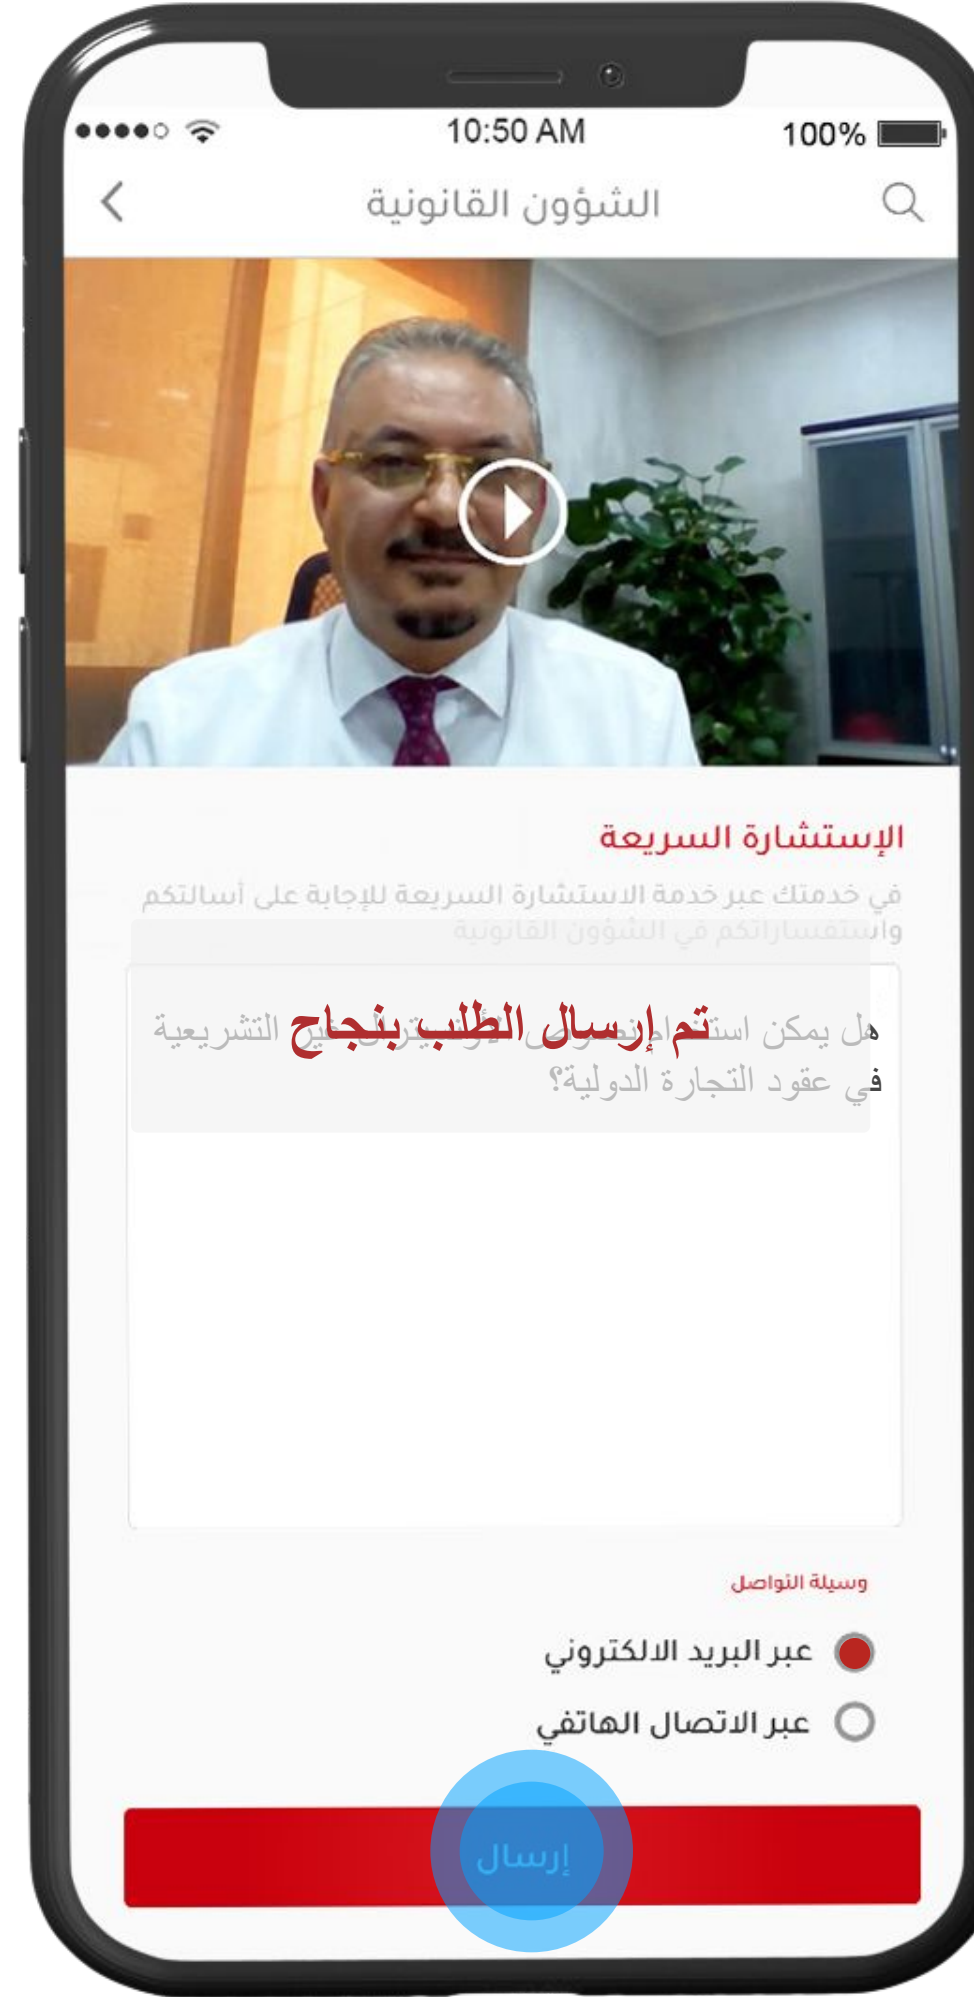 10:50 AM
100%
الشؤون القانونية
الإستشارة السريعة
في خدمتك عبر خدمة الاستشارة السريعة للإجابة على أسالتكم
واستفساراتكم في الشؤون القانونية
هل يمكن التشريعية
تم إرسال الطلب بنجاح
في عقود التجارة الدولية؟
وسيلة التواصل
عبر البريد الالكتروني
عبر الاتصال الهاتفي
إرسال